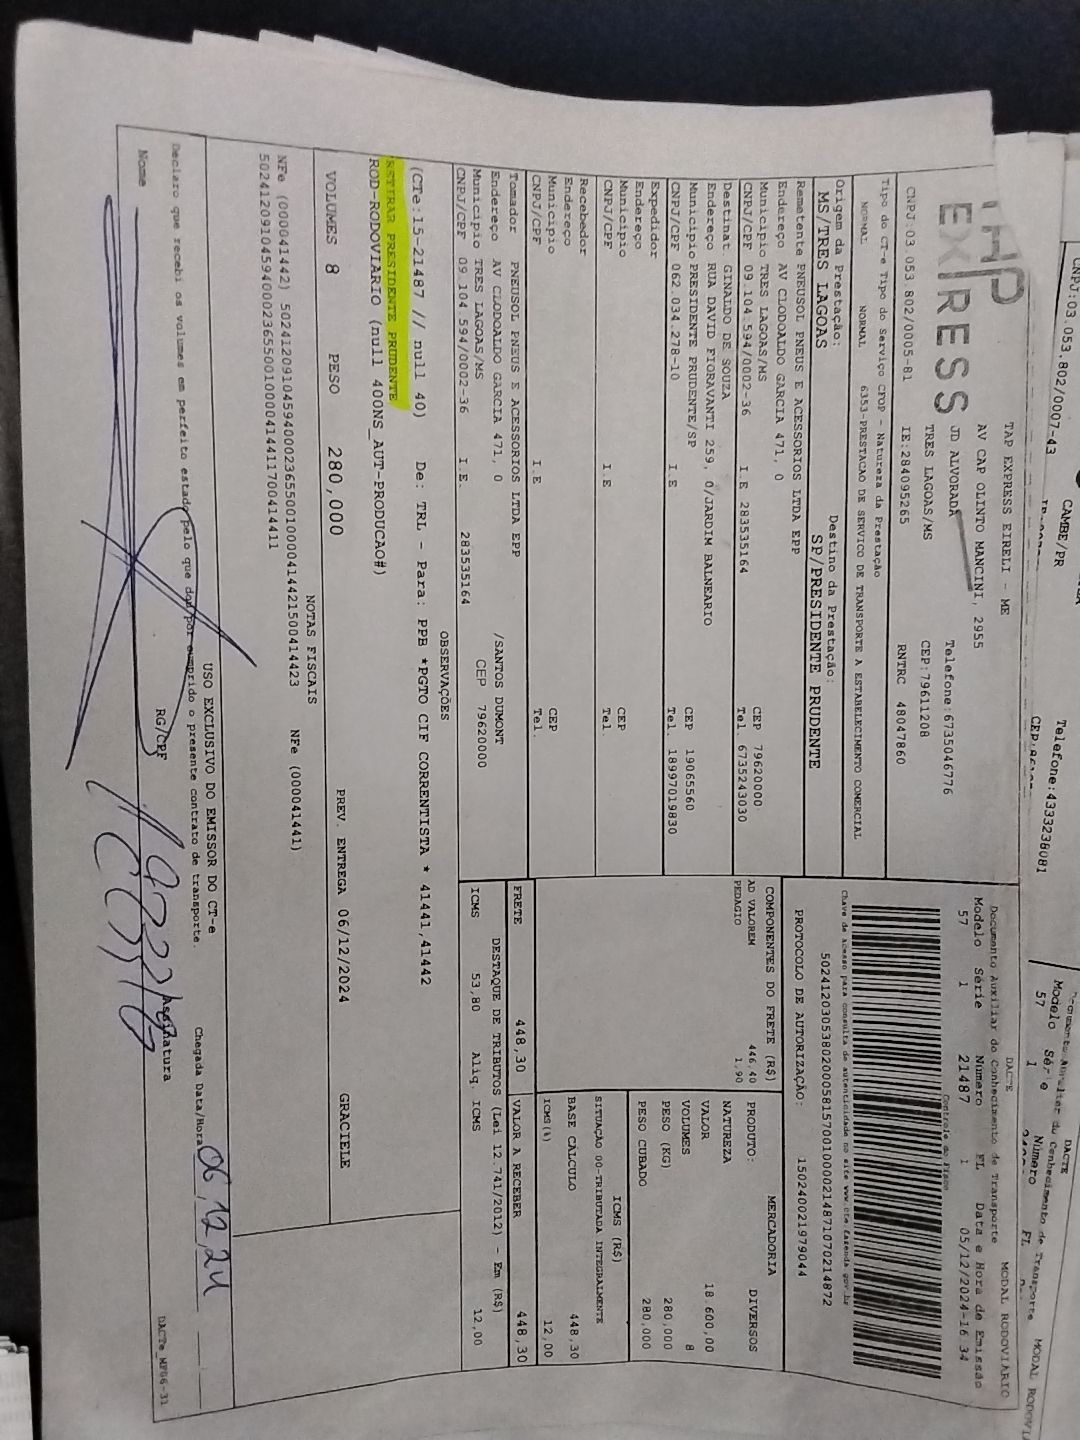 CNPJ:03.053.802/0007-43
CAMBE/PR
Telefone:4333238081
DACTE
Modelo Série Número FL
57 1
MODAL RODOVI
EXPRESS
TAP EXPRESS EIRELI - ME
AV CAP OLINTO MANCINI, 2955
JD ALVORADA
TRES LAGOAS/MS
Telefone:6735046776
CEP:79611208
CNPJ:03.053.802/0005-81
IE:284095265
RNTRC 48047860
DACTE
MODAL RODOVIARIO
Documento Auxiliar do Conhecimento de Transporte
Modelo Série Número FL Data e Hora de Emissão
57 1 21487 1 05/12/2024-16 34
Controle do Fisco
Tipo do CT-e Tipo do Serviço CFOP - Natureza da Prestação
NORMAL NORMAL 6353-PRESTACAO DE SERVICO DE TRANSPORTE A ESTABELECIMENTO COMERCIAL
Chave de acesso para consulta de autenticidade no site www.cte.fazenda.gov.br
50241203053802000581570010000214871070214872
PROTOCOLO DE AUTORIZAÇÃO: 150240021979044
Origem da Prestação:
MS/TRES LAGOAS
Destino da Prestação:
SP/PRESIDENTE PRUDENTE
Remetente PNEUSOL PNEUS E ACESSORIOS LTDA EPP
Endereço AV CLODOALDO GARCIA 471, 0
Municipio TRES LAGOAS/MS CEP 79620000
CNPJ/CPF 09.104.594/0002-36 I.E 283535164 Tel. 6735243030
Destinat. GINALDO DE SOUZA
Endereço RUA DAVID FIORAVANTI 259, 0/JARDIM BALNEARIO
Municipio PRESIDENTE PRUDENTE/SP CEP 19065560
CNPJ/CPF 062.034.278-10 I.E Tel. 18997019830
Expedidor
Endereço
Municipio CEP
CNPJ/CPF I.E Tel.
Recebedor
Endereço
Municipio CEP
CNPJ/CPF I.E Tel.
Tomador PNEUSOL PNEUS E ACESSORIOS LTDA EPP
Endereço AV CLODOALDO GARCIA 471, 0 /SANTOS DUMONT
Municipio TRES LAGOAS/MS CEP 79620000
CNPJ/CPF 09.104.594/0002-36 I.E. 283535164
COMPONENTES DO FRETE (R$)
AD VALOREM 446,40
PEDAGIO 1,90
MERCADORIA
PRODUTO: DIVERSOS
NATUREZA
VALOR 18.600,00
VOLUMES 8
PESO (KG) 280,000
PESO CUBADO 280,000
ICMS (R$)
SITUAÇÃO 00-TRIBUTADA INTEGRALMENTE
BASE CALCULO 448,30
ICMS(%) 12,00
FRETE 448,30
VALOR A RECEBER 448,30
DESTAQUE DE TRIBUTOS (Lei 12.741/2012) - Em (R$)
ICMS 53,80 Aliq. ICMS 12,00
OBSERVAÇÕES
(CTe:15-21487 // null 40) De: TRL - Para: PPB *PGTO CIF CORRENTISTA * 41441,41442
RETIRAR PRESIDENTE PRUDENTE
ROD-RODOVIARIO (null 400NS_AUT-PRODUCAO#)
VOLUMES 8 PESO 280,000 PREV. ENTREGA 06/12/2024 GRACIELE
NOTAS FISCAIS
NFe (000041442) 50241209104594000236550010000414421500414423 NFe (000041441)
50241209104594000236550010000414411700414411
USO EXCLUSIVO DO EMISSOR DO CT-e
Declaro que recebi os volumes em perfeito estado pelo que dou por cumprido o presente contrato de transporte.
Chegada Data/Hora 06,12,24
Nome RG/CPF Assinatura
DACTe_MF06-31